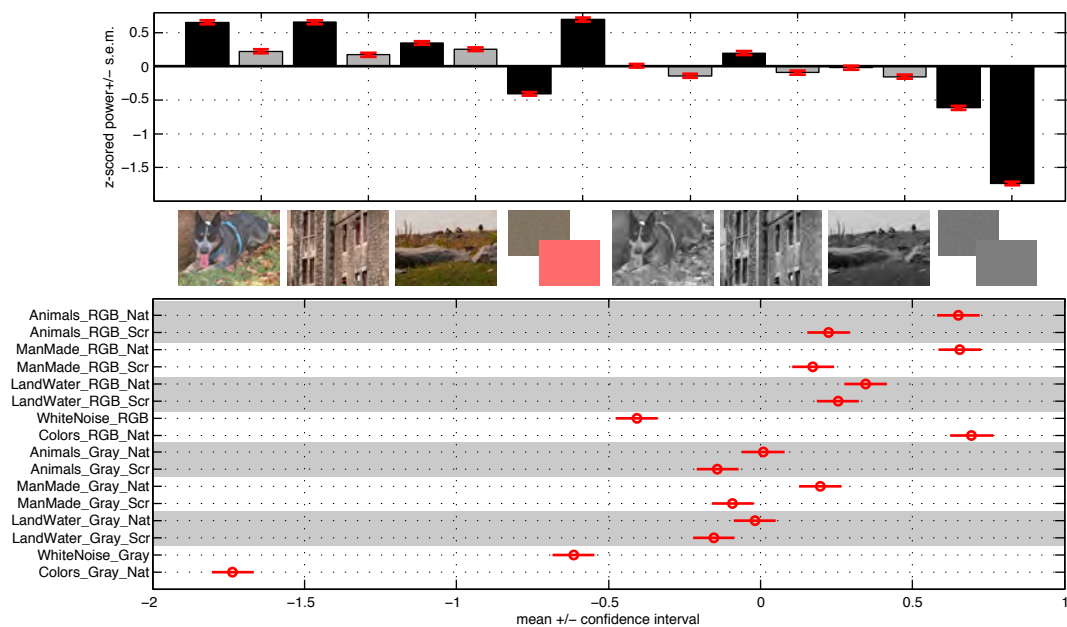 z-scored power+/− s.e.m.
0.5
0
−0.5
−1
−1.5
Animals_RGB_Nat
Animals_RGB_Scr
ManMade_RGB_Nat
ManMade_RGB_Scr
LandWater_RGB_Nat
LandWater_RGB_Scr
WhiteNoise_RGB
Colors_RGB_Nat
Animals_Gray_Nat
Animals_Gray_Scr
ManMade_Gray_Nat
ManMade_Gray_Scr
LandWater_Gray_Nat
LandWater_Gray_Scr
WhiteNoise_Gray
Colors_Gray_Nat
−2 −1.5 −1 −0.5 0 0.5 1
mean +/− confidence interval